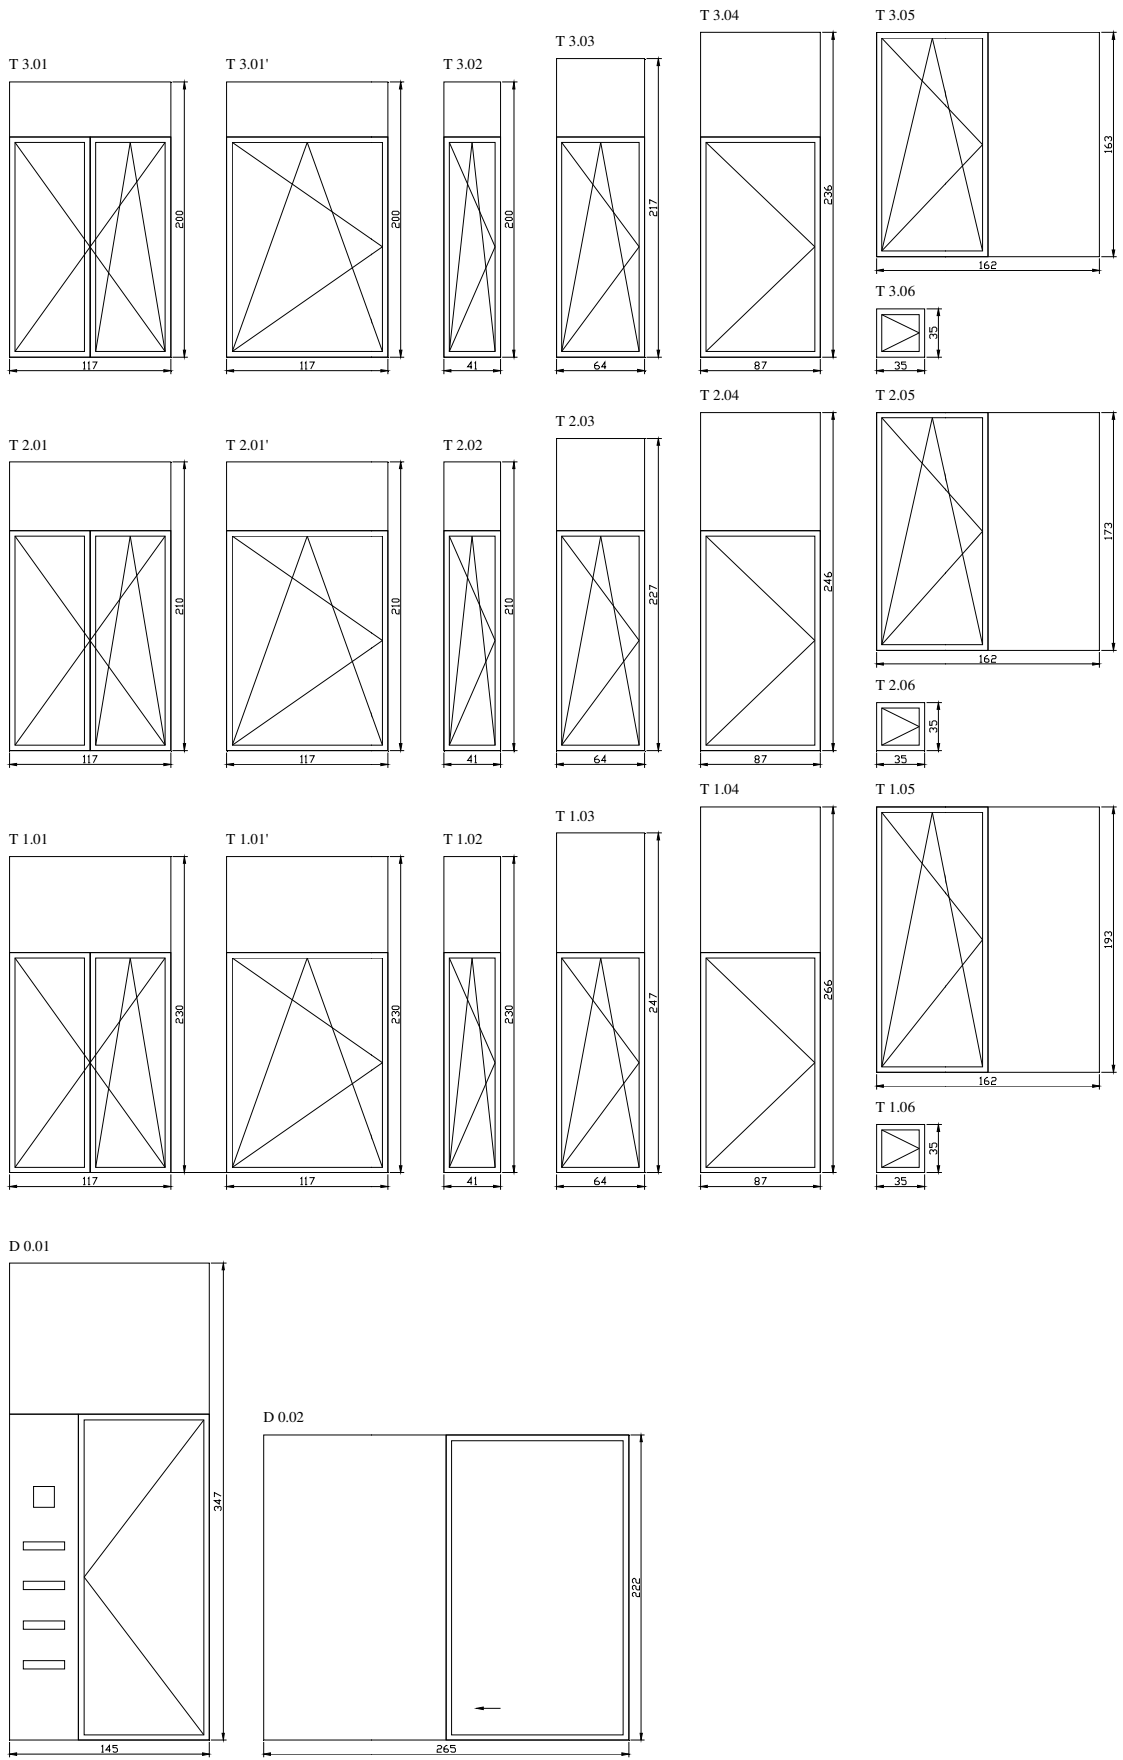 T 3.04
T 3.05
T 3.03
T 3.01
T 3.01'
T 3.02
200
200
200
217
236
163
162
T 3.06
35
35
117
117
41
64
87
T 2.04
T 2.05
T 2.03
T 2.01
T 2.01'
T 2.02
210
210
210
227
246
173
162
T 2.06
35
35
117
117
41
64
87
T 1.04
T 1.05
T 1.03
T 1.01
T 1.01'
T 1.02
230
230
230
247
266
193
162
T 1.06
35
35
117
117
41
64
87
D 0.01
347
D 0.02
222
145
265